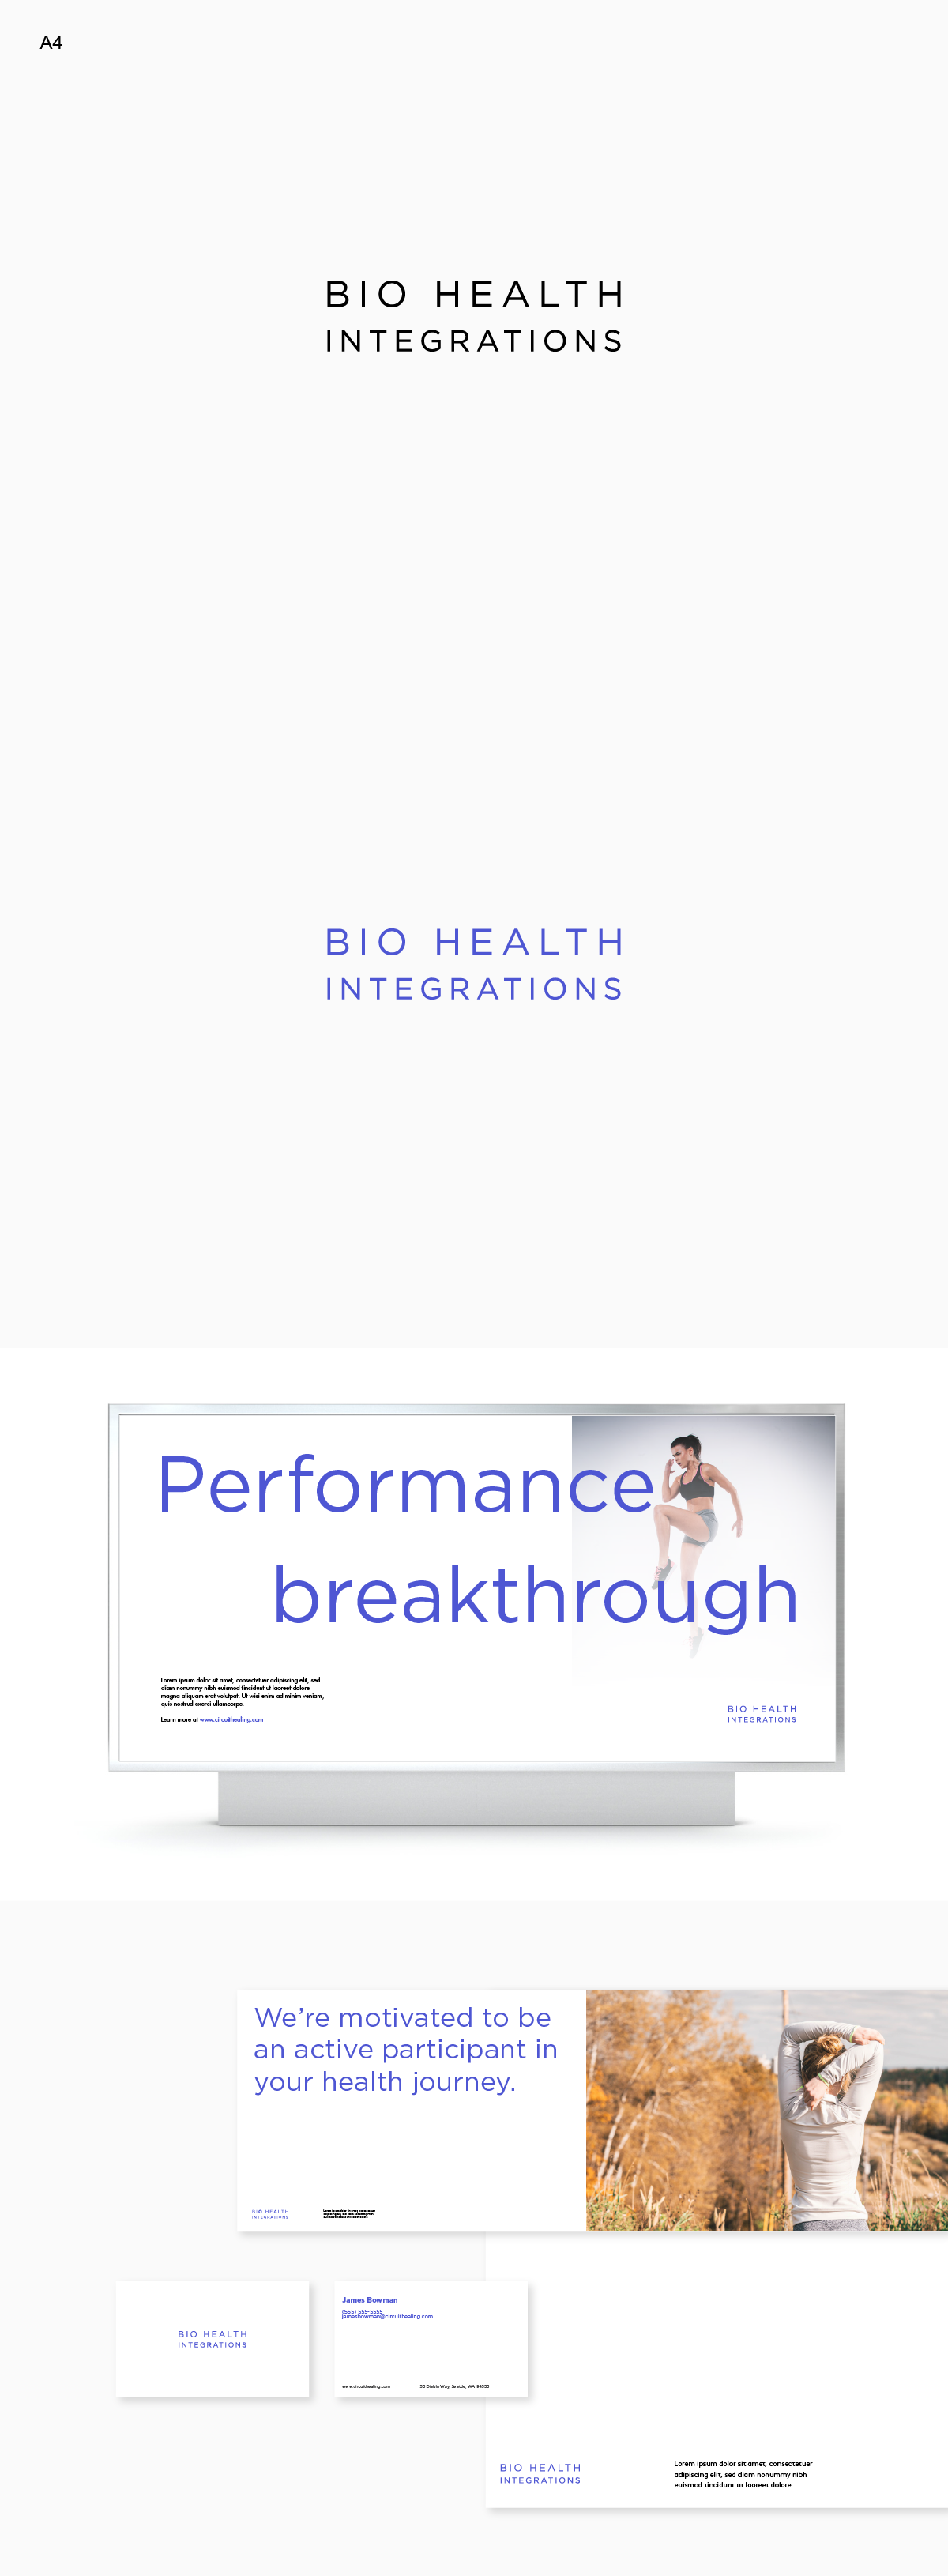 A4
BIO HEALTH
INTEGRATIONS
BIO HEALTH
INTEGRATIONS
Performance
breakthrough
Lorem ipsum dolor sit amet, consectetuer adipiscing elit, sed
diam nonummy nibh euismod tincidunt ut laoreet dolore
magna aliquam erat volutpat. Ut wisi enim ad minim veniam,
quis nostrud exerci ullamcorpe.
Learn more at www.circuithealing.com
BIO HEALTH
INTEGRATIONS
We’re motivated to be
an active participant in
your health journey.
BIO HEALTH
INTEGRATIONS
BIO HEALTH
INTEGRATIONS
James Bowman
(555) 555-5555
jamesbowman@circuithealing.com
www.circuithealing.com
55 Diablo Way, Seaside, WA 94555
BIO HEALTH
INTEGRATIONS
Lorem ipsum dolor sit amet, consectetuer
adipiscing elit, sed diam nonummy nibh
euismod tincidunt ut laoreet dolore